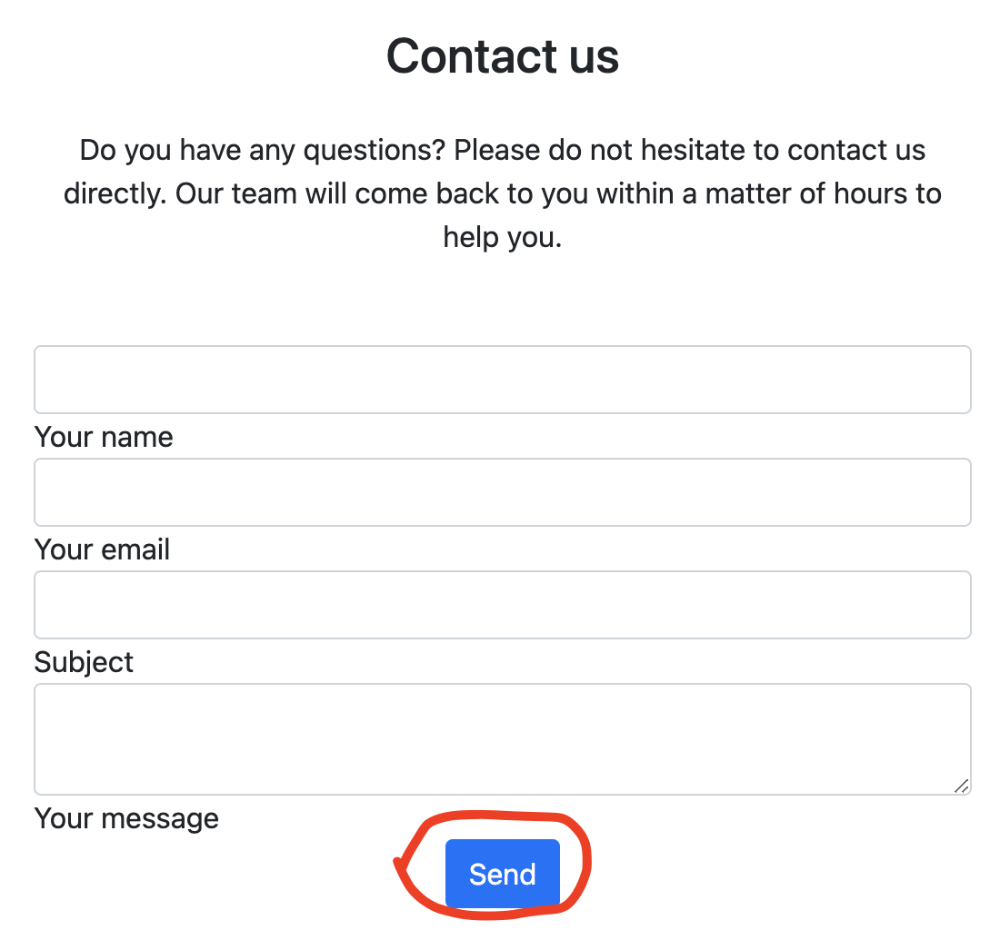 Contact us
Do you have any questions? Please do not hesitate to contact us
directly. Our team will come back to you within a matter of hours to
help you.
Your name
Your email
Subject
Your message
Send